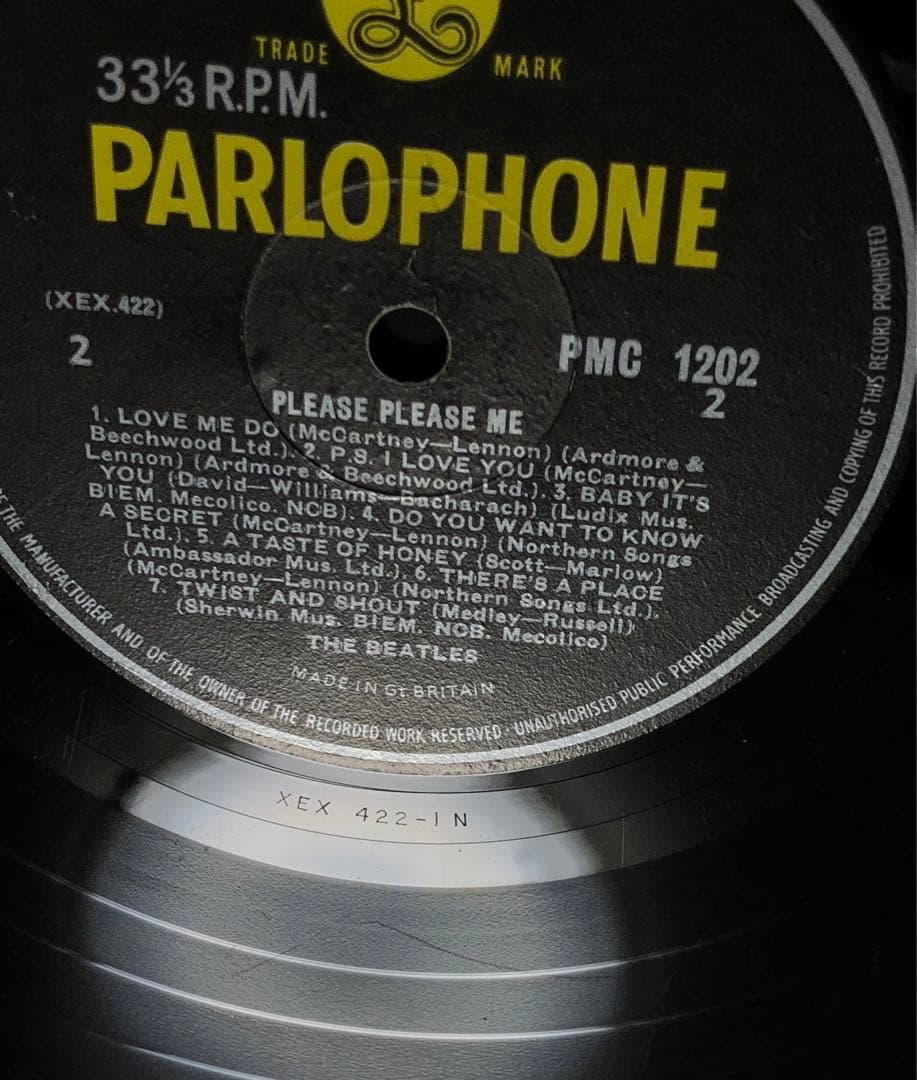 TRADE MARK
33⅓ R.P.M.
PARLOPHONE
(XEX.422)
2
PMC 1202
2
PLEASE PLEASE ME
1. LOVE ME DO (McCartney—Lennon) (Ardmore &
Beechwood Ltd.). 2. P.S. I LOVE YOU (McCartney—
Lennon) (Ardmore & Beechwood Ltd.). 3. BABY IT'S
YOU (David—Williams—Bacharach) (Ludix Mus.
BIEM. Mecolico. NCB). 4. DO YOU WANT TO KNOW
A SECRET (McCartney—Lennon) (Northern Songs
Ltd.). 5. A TASTE OF HONEY (Scott—Marlow)
(Ambassador Mus. Ltd.). 6. THERE'S A PLACE
(McCartney—Lennon) (Northern Songs Ltd.).
7. TWIST AND SHOUT (Medley—Russell)
(Sherwin Mus. BIEM. NCB. Mecolico)
THE BEATLES
MADE IN Gt. BRITAIN
THE MANUFACTURER AND OF THE OWNER OF THE RECORDED WORK RESERVED · UNAUTHORISED PUBLIC PERFORMANCE BROADCASTING AND COPYING OF THIS RECORD PROHIBITED
XEX 422-1N